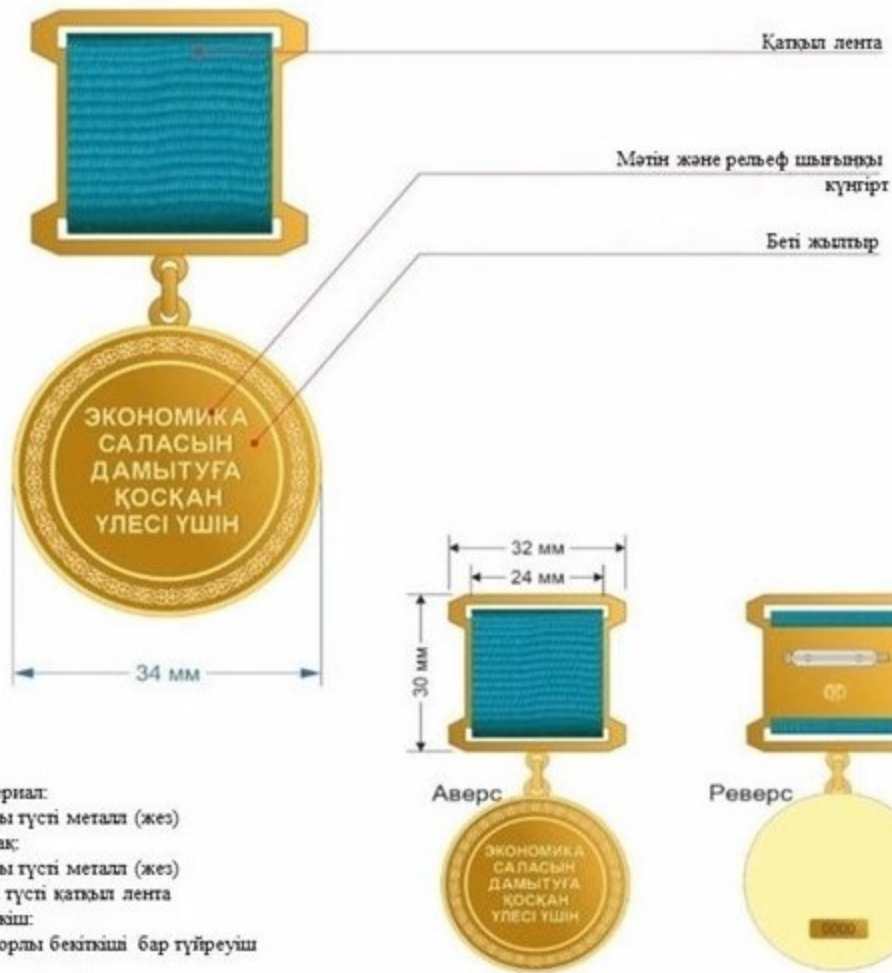 Қатқыл лента
Мәтін және рельеф шығыңқы
күңгірт
Беті жылтыр
ЭКОНОМИКА
САЛАСЫН
ДАМЫТУҒА
ҚОСҚАН
ҮЛЕСІ ҮШІН
34 мм
32 мм
24 мм
30 мм
Аверс
Реверс
ЭКОНОМИКА
САЛАСЫН
ДАМЫТУҒА
ҚОСҚАН
ҮЛЕСІ ҮШІН
0000
түсті металл (жез)
түсті металл (жез)
түсті қатқыл лента
бекіткіші бар түйреуіш